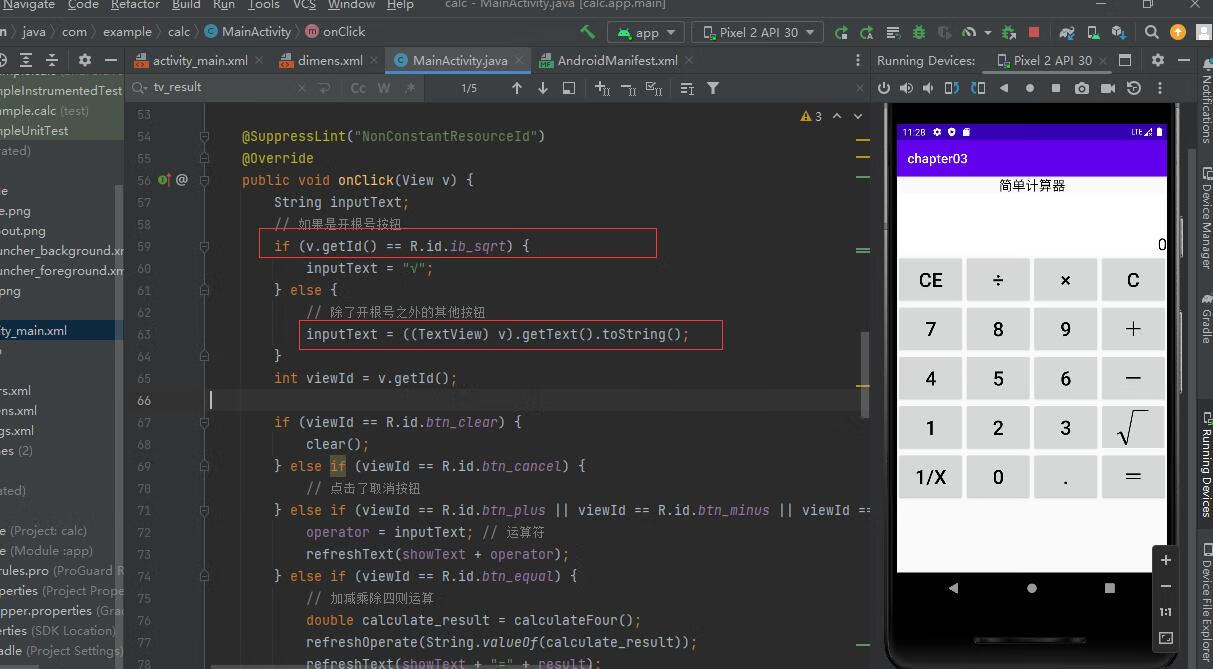 Navigate Code Refactor Build Run Tools VCS Window Help calc - MainActivity.java [calc.app.main]
java com example calc MainActivity onClick app Pixel 2 API 30
activity_main.xml dimens.xml MainActivity.java AndroidManifest.xml Running Devices: Pixel 2 API 30
tv_result Cc W .* 1/5
mpleInstrumentedTest
mple.calc (test)
mpleUnitTest
rated)
e.png
out.png
uncher_background.xm
uncher_foreground.xm
png
ty_main.xml
rs.xml
ens.xml
gs.xml
es (2)
ated)
e (Project: calc)
e (Module :app)
rules.pro (ProGuard R
perties (Project Prope
pper.properties (Grad
erties (SDK Location)
dle (Project Settings)
3
53
54 @SuppressLint("NonConstantResourceId")
55 @Override
56 @ public void onClick(View v) {
57 String inputText;
58 // 如果是开根号按钮
59 if (v.getId() == R.id.ib_sqrt) {
60 inputText = "√";
61 } else {
62 // 除了开根号之外的其他按钮
63 inputText = ((TextView) v).getText().toString();
64 }
65 int viewId = v.getId();
66
67 if (viewId == R.id.btn_clear) {
68 clear();
69 } else if (viewId == R.id.btn_cancel) {
70 // 点击了取消按钮
71 } else if (viewId == R.id.btn_plus || viewId == R.id.btn_minus || viewId ==
72 operator = inputText; // 运算符
73 refreshText(showText + operator);
74 } else if (viewId == R.id.btn_equal) {
75 // 加减乘除四则运算
76 double calculate_result = calculateFour();
77 refreshOperate(String.valueOf(calculate_result));
78 refreshText(showText + "=" + result);
11:28 LTE
chapter03
简单计算器
0
CE ÷ × C
7 8 9 +
4 5 6 −
1 2 3 √
1/X 0 . =
1:1
Notifications
Device Manager
Gradle
Running Devices
Device File Explorer